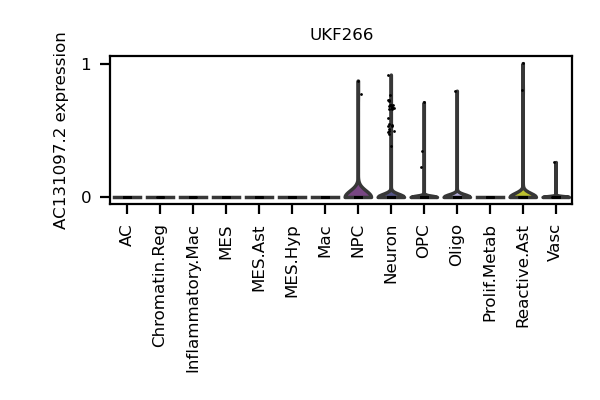 UKF266
AC131097.2 expression
1
0
AC
Chromatin.Reg
Inflammatory.Mac
MES
MES.Ast
MES.Hyp
Mac
NPC
Neuron
OPC
Oligo
Prolif.Metab
Reactive.Ast
Vasc